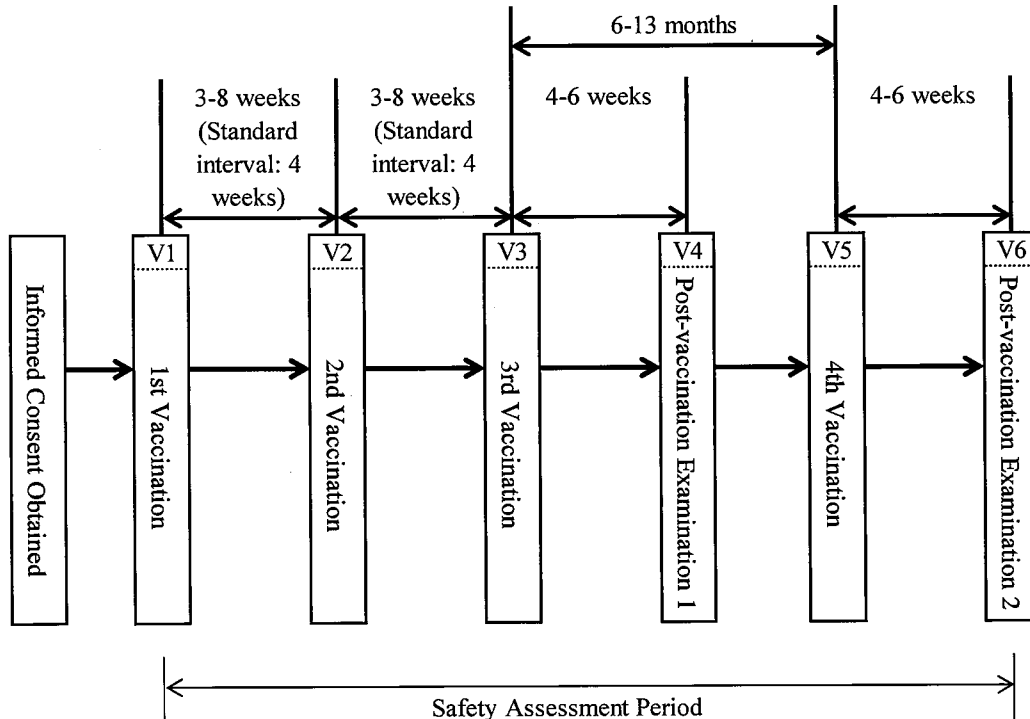 6-13 months
3-8 weeks
(Standard
interval: 4
weeks)
3-8 weeks
(Standard
interval: 4
weeks)
4-6 weeks
4-6 weeks
Informed Consent Obtained
V1
1st Vaccination
V2
2nd Vaccination
V3
3rd Vaccination
V4
Post-vaccination Examination 1
V5
4th Vaccination
V6
Post-vaccination Examination 2
Safety Assessment Period